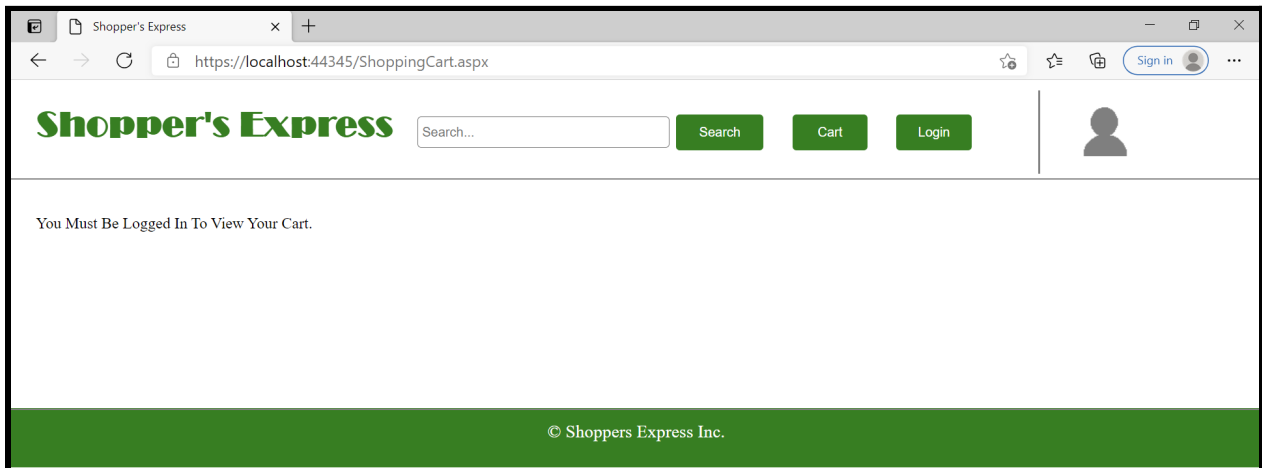 Shopper's Express
https://localhost:44345/ShoppingCart.aspx
Sign in
Shopper's Express
Search...
Search
Cart
Login
You Must Be Logged In To View Your Cart.
© Shoppers Express Inc.